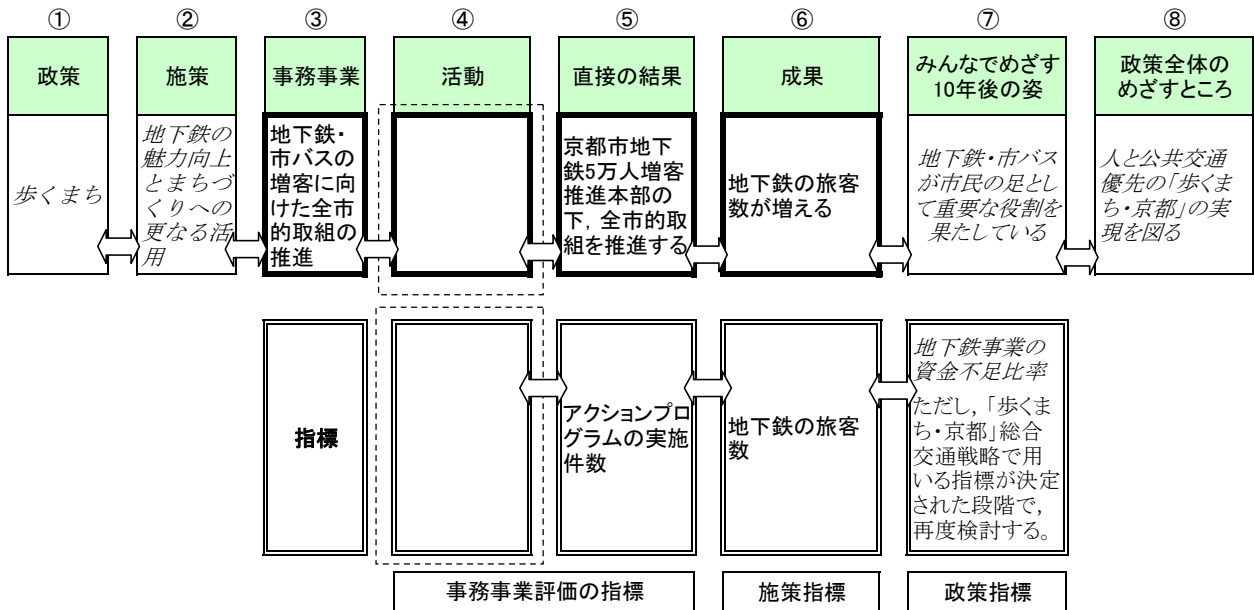 ①
②
③
④
⑤
⑥
⑦
⑧
政策
施策
事務事業
活動
直接の結果
成果
みんなでめざす
10年後の姿
政策全体の
めざすところ
歩くまち
地下鉄の
魅力向上
とまちづ
くりへの
更なる活
用
地下鉄・
市バスの
増客に向
けた全市
的取組の
推進
京都市地下
鉄5万人増客
推進本部の
下，全市的取
組を推進する
地下鉄の旅客
数が増える
地下鉄・市バス
が市民の足とし
て重要な役割を
果たしている
人と公共交通
優先の「歩くま
ち・京都」の実
現を図る
指標
アクションプロ
グラムの実施
件数
地下鉄の旅客
数
地下鉄事業の
資金不足比率
ただし，「歩くま
ち・京都」総合
交通戦略で用
いる指標が決定
された段階で，
再度検討する。
事務事業評価の指標
施策指標
政策指標